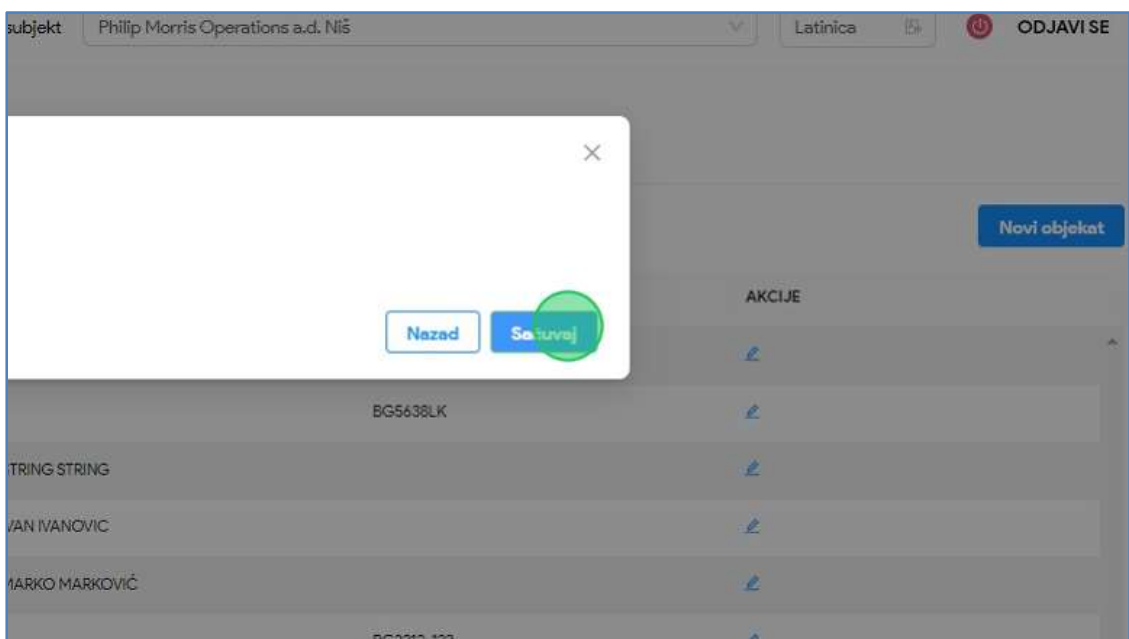 subjekt Philip Morris Operations a.d. Niš Latinica ODJAVI SE
Novi objekat
AKCIJE
Nazad Sačuvaj
BG5638LK
TRING STRING
VAN IVANOVIC
MARKO MARKOVIĆ